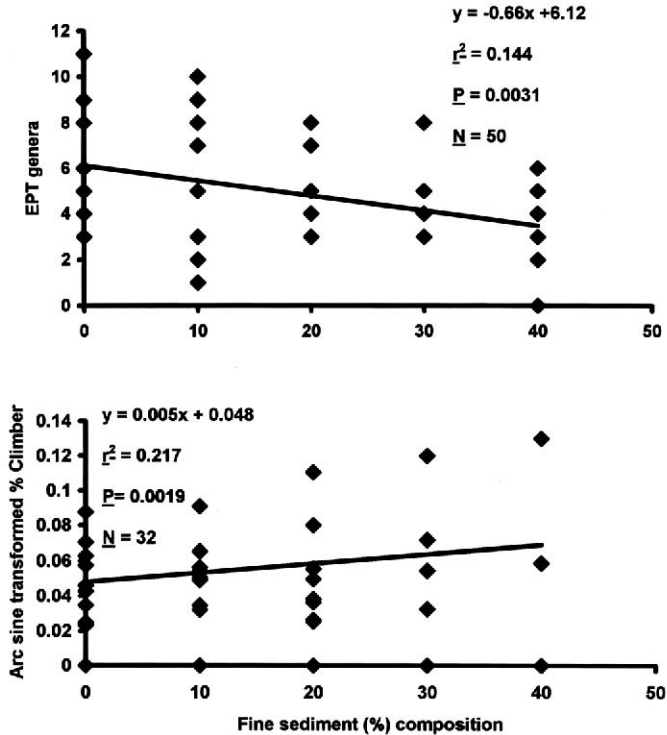 y = -0.66x +6.12
r² = 0.144
P = 0.0031
N = 50
EPT genera
12
10
8
6
4
2
0
0 10 20 30 40 50
y = 0.005x + 0.048
r² = 0.217
P= 0.0019
N = 32
Arc sine transformed % Climber
0.14
0.12
0.1
0.08
0.06
0.04
0.02
0
0 10 20 30 40 50
Fine sediment (%) composition